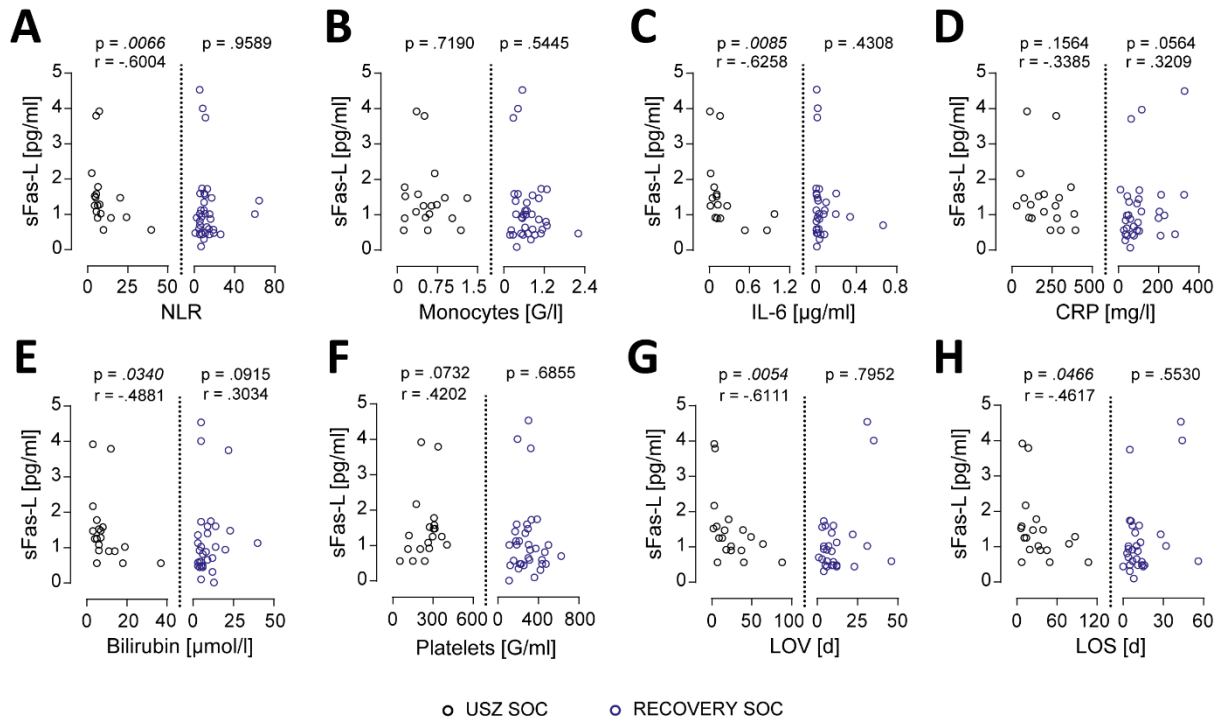 A
p = .0066
r = -.6004
p = .9589
sFas-L [pg/ml]
5
4
3
2
1
0
0 25 50
0 40 80
NLR
B
p = .7190
p = .5445
sFas-L [pg/ml]
5
4
3
2
1
0
0 0.75 1.5
0 1.2 2.4
Monocytes [G/l]
C
p = .0085
r = -.6258
p = .4308
sFas-L [pg/ml]
5
4
3
2
1
0
0 0.6 1.2
0 0.4 0.8
IL-6 [µg/ml]
D
p = .1564
r = -.3385
p = .0564
r = .3209
sFas-L [pg/ml]
5
4
3
2
1
0
0 250 500
0 200 400
CRP [mg/l]
E
p = .0340
r = -.4881
p = .0915
r = .3034
sFas-L [pg/ml]
5
4
3
2
1
0
0 20 40
0 25 50
Bilirubin [µmol/l]
F
p = .0732
r = .4202
p = .6855
sFas-L [pg/ml]
5
4
3
2
1
0
0 300 600
0 400 800
Platelets [G/ml]
G
p = .0054
r = -.6111
p = .7952
sFas-L [pg/ml]
5
4
3
2
1
0
0 50 100
0 25 50
LOV [d]
H
p = .0466
r = -.4617
p = .5530
sFas-L [pg/ml]
5
4
3
2
1
0
0 60 120
0 30 60
LOS [d]
USZ SOC
RECOVERY SOC